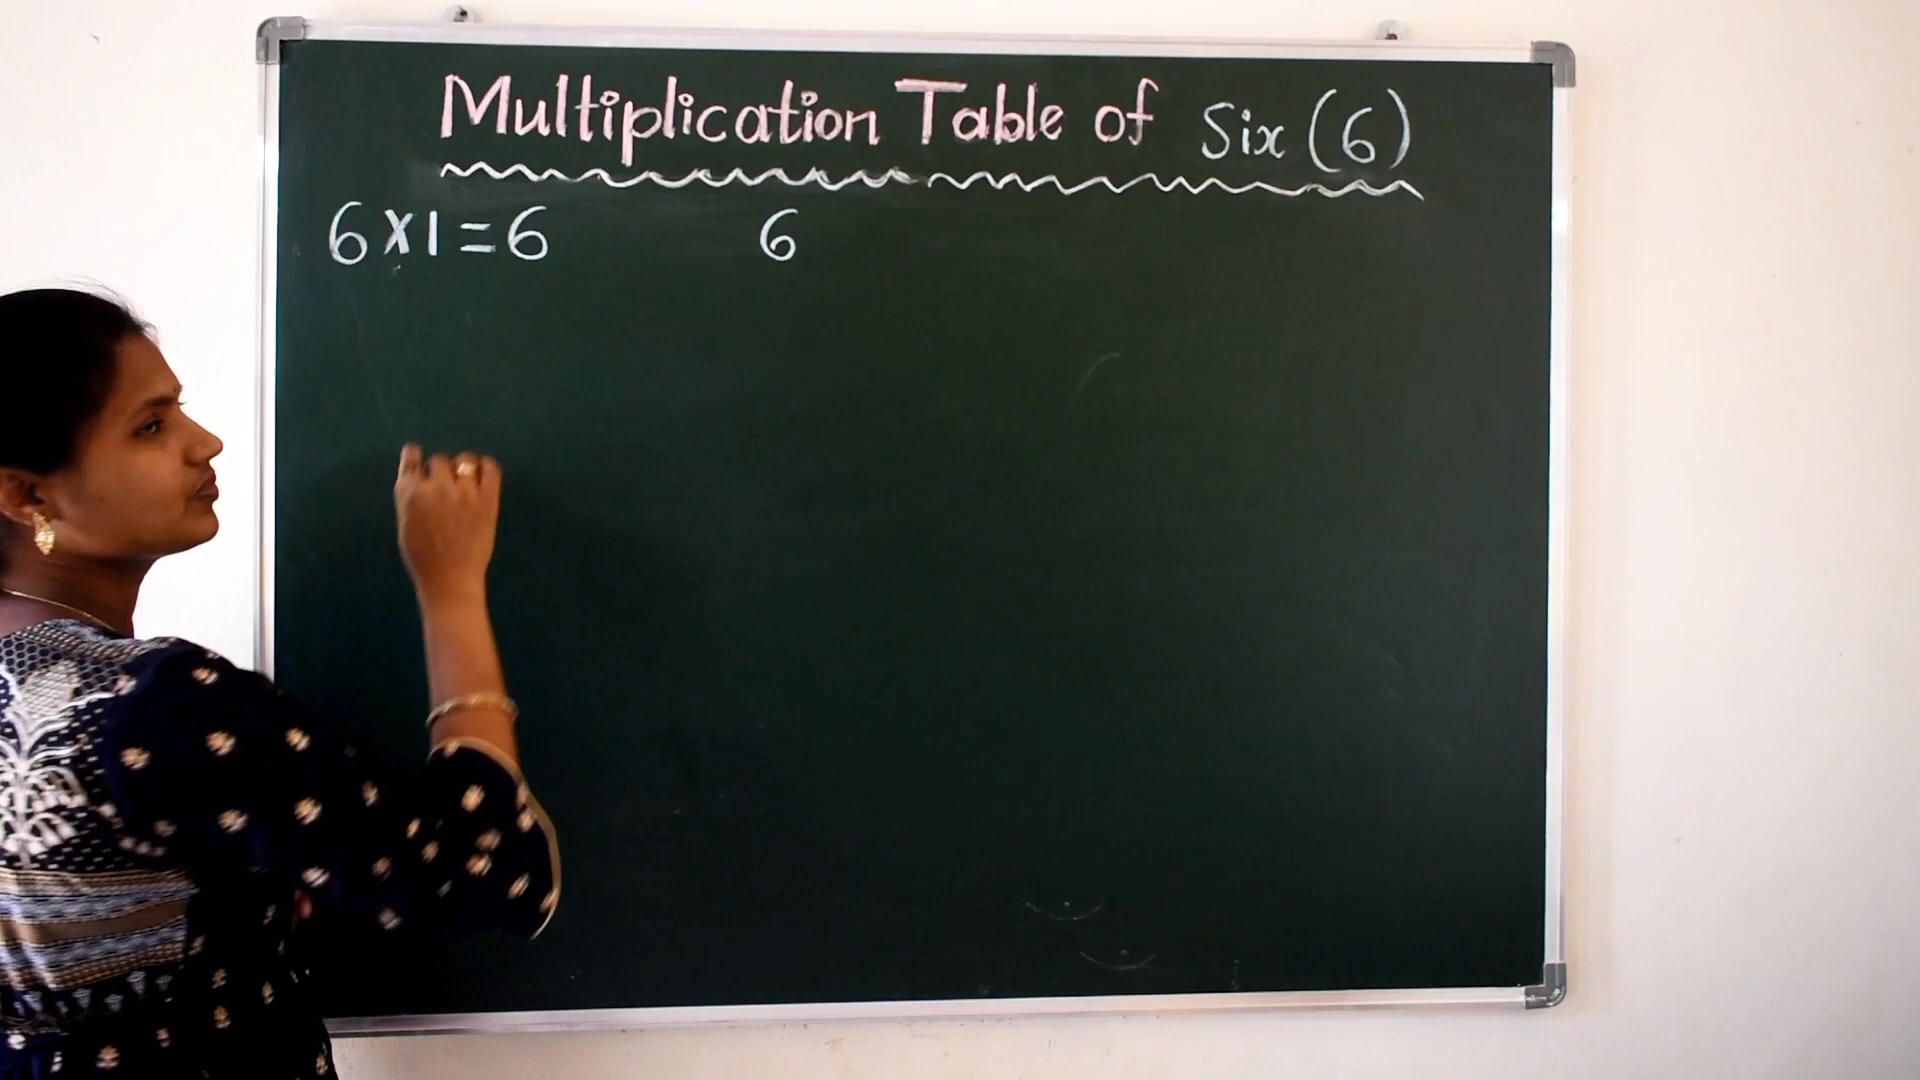 Multiplication Table of Six (6)
6 x 1 = 6 6